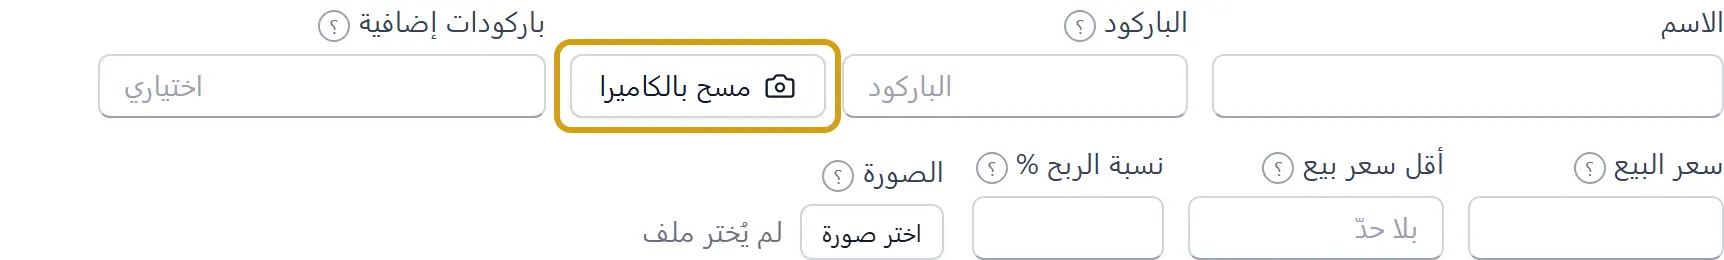 الاسم
الباركود ؟
باركودات إضافية ؟
الباركود
مسح بالكاميرا
اختياري
سعر البيع ؟
أقل سعر بيع ؟
نسبة الربح % ؟
الصورة ؟
بلا حدّ
اختر صورة
لم يُختر ملف